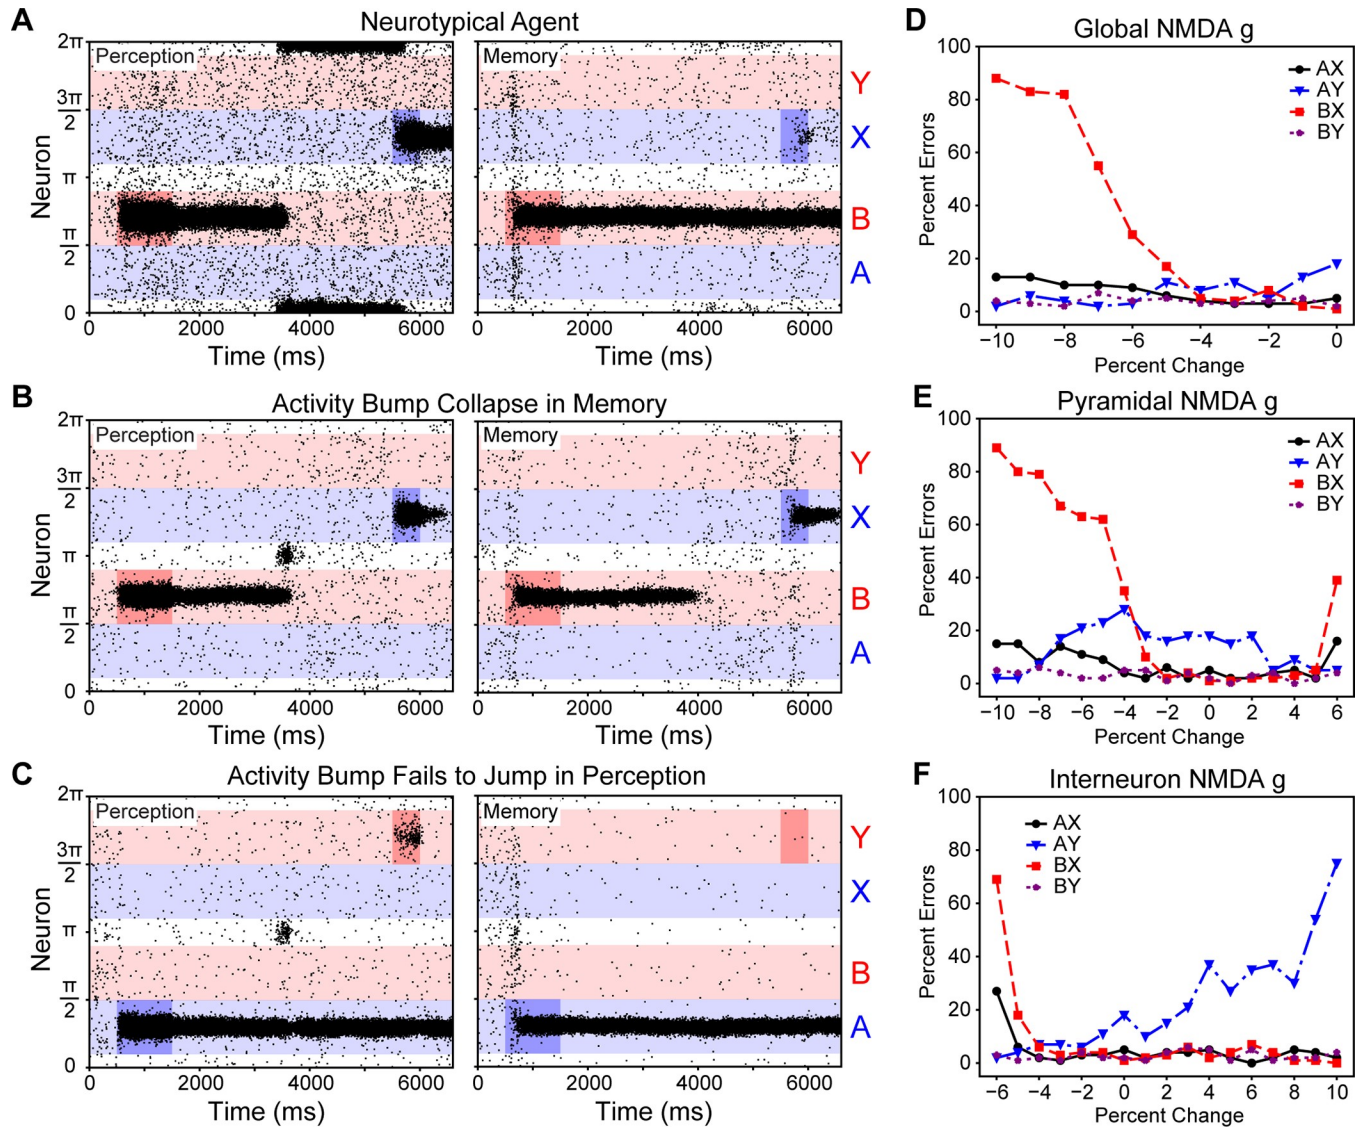 A
Neurotypical Agent
Perception
Memory
2π
3π
2
π
π
2
0
Neuron
Y
X
B
A
0 2000 4000 6000
0 2000 4000 6000
Time (ms)
Time (ms)
B
Activity Bump Collapse in Memory
Perception
Memory
2π
3π
2
π
π
2
0
Neuron
Y
X
B
A
0 2000 4000 6000
0 2000 4000 6000
Time (ms)
Time (ms)
C
Activity Bump Fails to Jump in Perception
Perception
Memory
2π
3π
2
π
π
2
0
Neuron
Y
X
B
A
0 2000 4000 6000
0 2000 4000 6000
Time (ms)
Time (ms)
D
Global NMDA g
100
80
60
40
20
0
Percent Errors
AX
AY
BX
BY
−10 −8 −6 −4 −2 0
Percent Change
E
Pyramidal NMDA g
100
80
60
40
20
0
Percent Errors
AX
AY
BX
BY
−10 −8 −6 −4 −2 0 2 4 6
Percent Change
F
Interneuron NMDA g
100
80
60
40
20
0
Percent Errors
AX
AY
BX
BY
−6 −4 −2 0 2 4 6 8 10
Percent Change